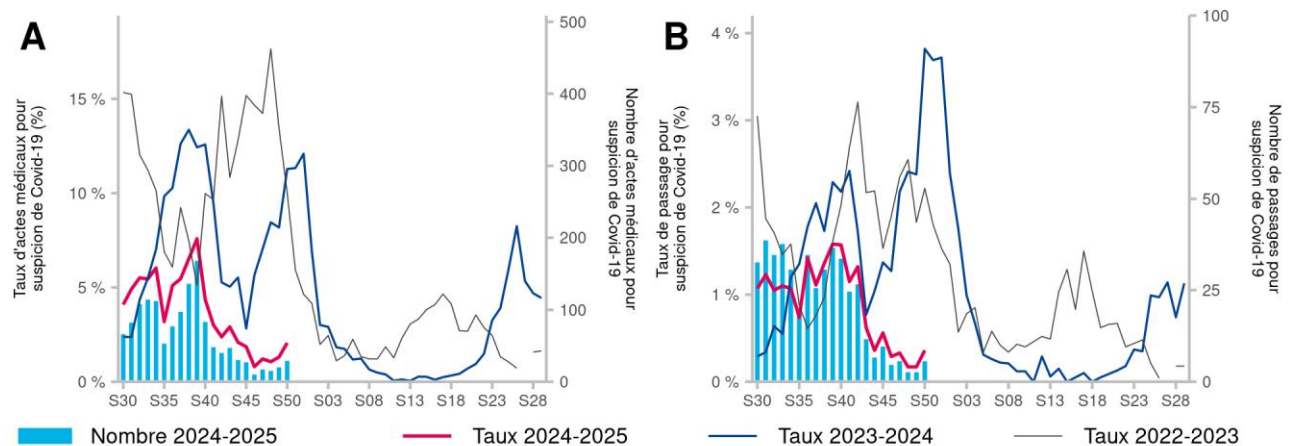 A
Taux d'actes médicaux pour
suspicion de Covid-19 (%)
15 %
10 %
5 %
0 %
500
400
300
200
100
0
Nombre d'actes médicaux pour
suspicion de Covid-19
S30 S35 S40 S45 S50 S03 S08 S13 S18 S23 S28
B
Taux de passage pour
suspicion de Covid-19 (%)
4 %
3 %
2 %
1 %
0 %
100
75
50
25
0
Nombre de passages pour
suspicion de Covid-19
S30 S35 S40 S45 S50 S03 S08 S13 S18 S23 S28
Nombre 2024-2025 Taux 2024-2025 Taux 2023-2024 Taux 2022-2023